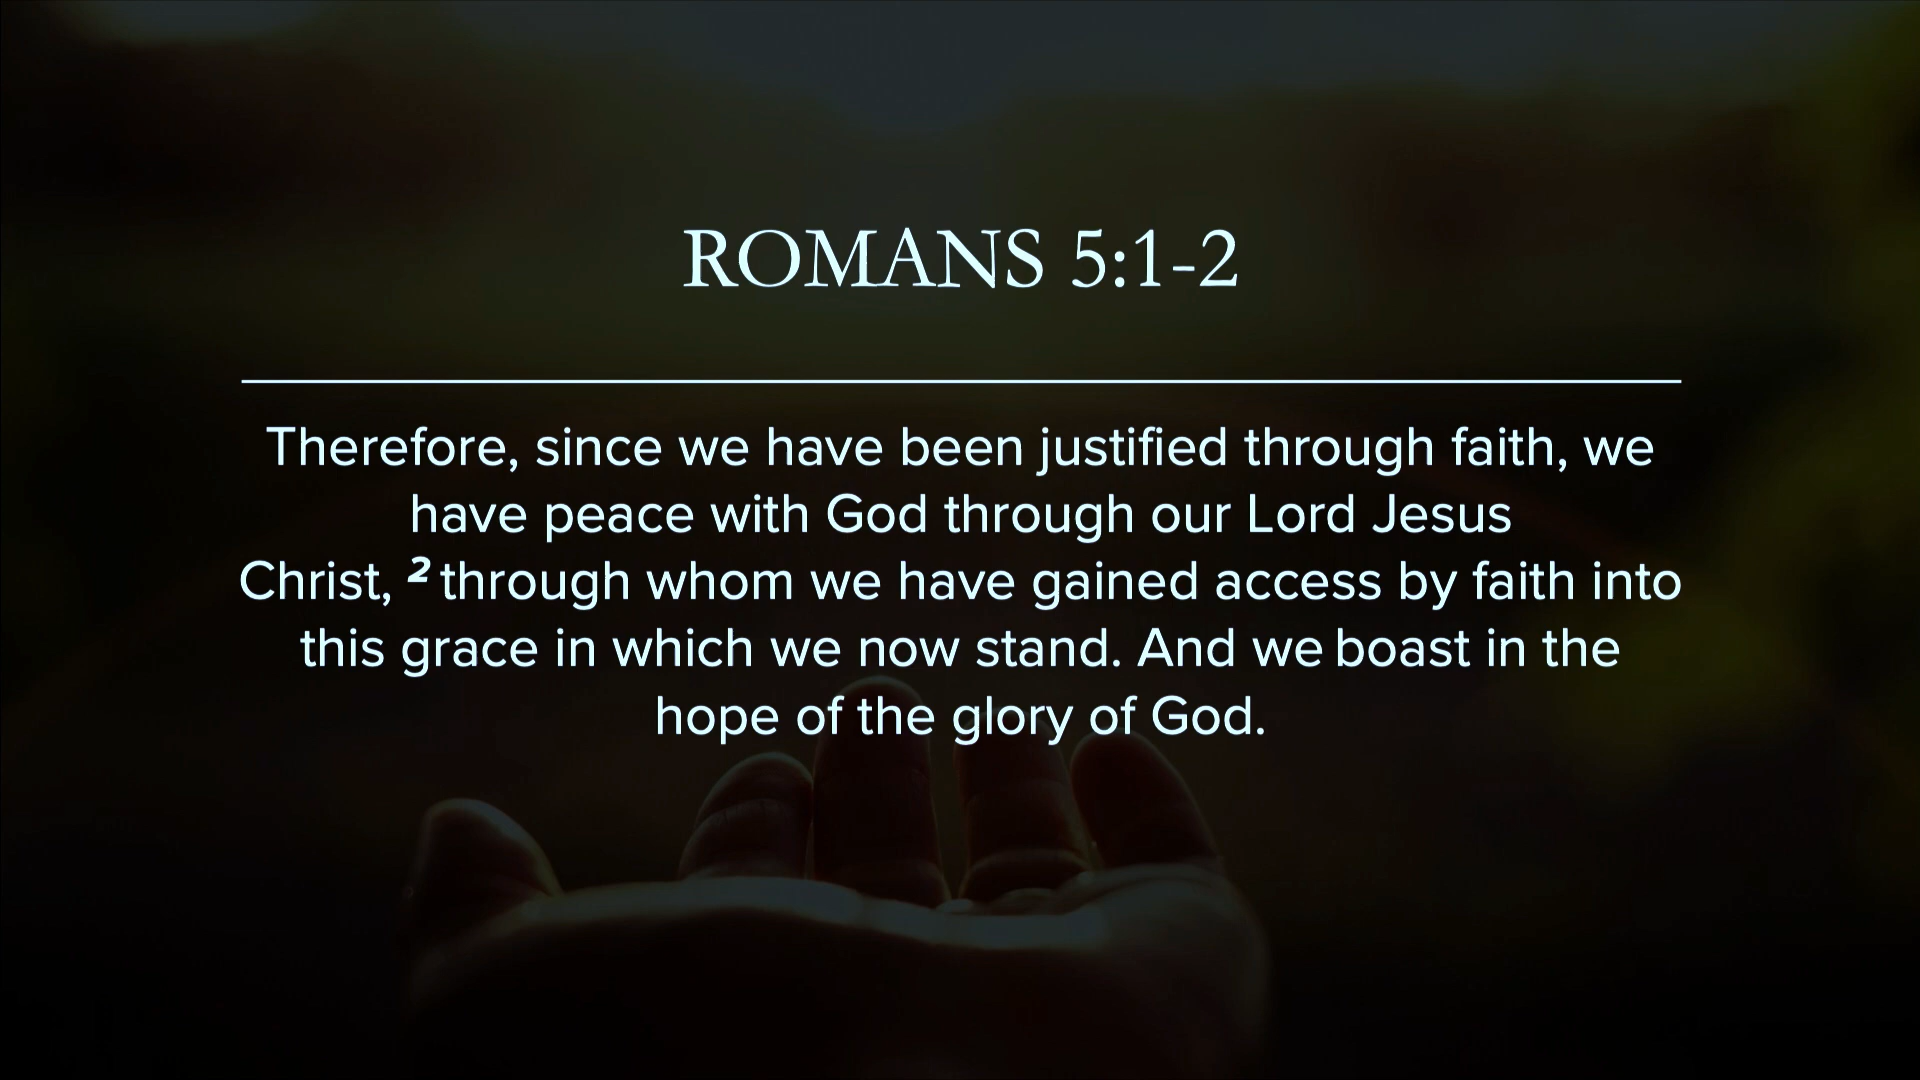 ROMANS 5:1-2
Therefore, since we have been justified through faith, we
have peace with God through our Lord Jesus
Christ, 2 through whom we have gained access by faith into
this grace in which we now stand. And we boast in the
hope of the glory of God.